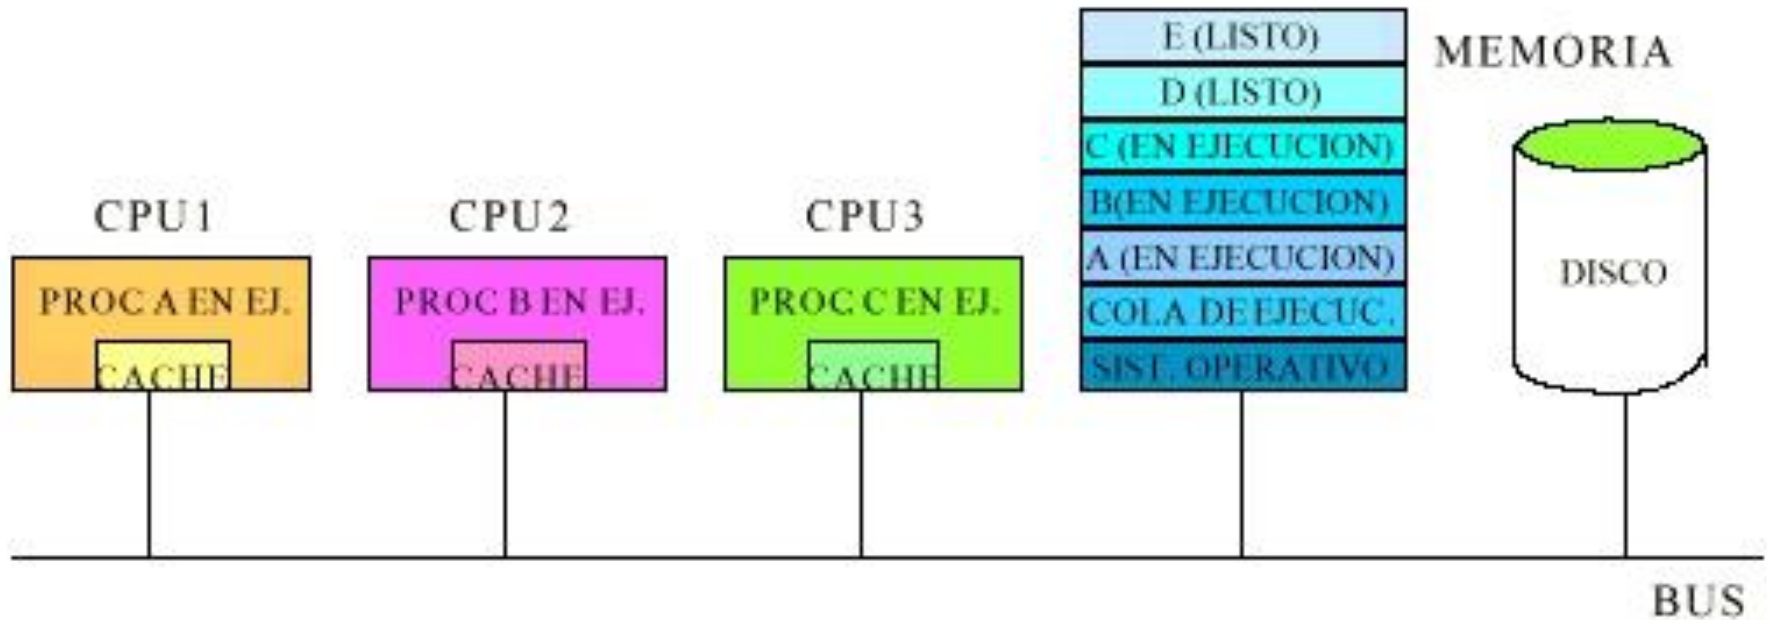 E (LISTO)
MEMORIA
D (LISTO)
C (EN EJECUCION)
B(EN EJECUCION)
A (EN EJECUCION)
COLA DE EJECUC.
SIST. OPERATIVO
CPU1
CPU2
CPU3
PROC A EN EJ.
PROC B EN EJ.
PROC C EN EJ.
CACHE
CACHE
CACHE
DISCO
BUS